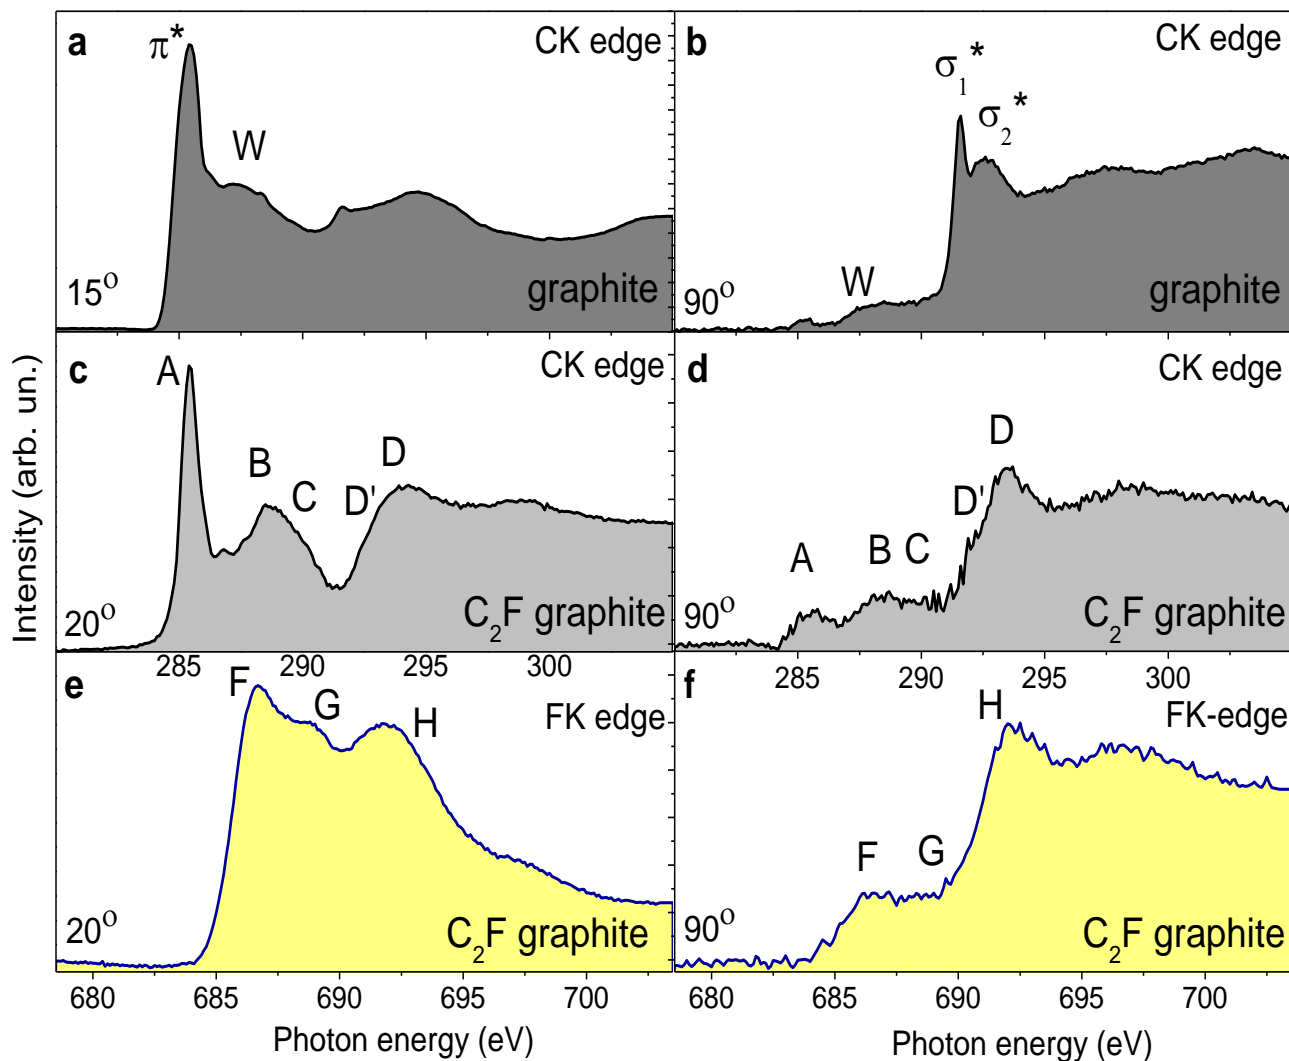 a
π*
CK edge
W
15o
graphite
b
CK edge
σ1*
σ2*
W
90o
graphite
Intensity (arb. un.)
c
A
CK edge
B
C
D'
D
20o
C2F graphite
285 290 295 300
d
CK edge
D
D'
A
B
C
90o
C2F graphite
285 290 295 300
e
F
G
H
FK edge
20o
C2F graphite
680 685 690 695 700
Photon energy (eV)
f
H
FK-edge
F
G
90o
C2F graphite
680 685 690 695 700
Photon energy (eV)